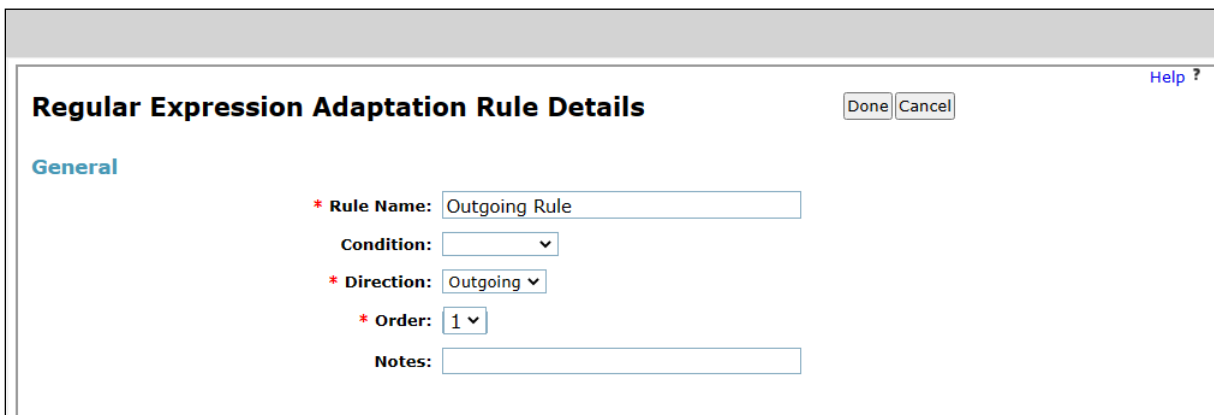 Help ?
Regular Expression Adaptation Rule Details
Done Cancel
General
* Rule Name: Outgoing Rule
Condition:
* Direction: Outgoing
* Order: 1
Notes: